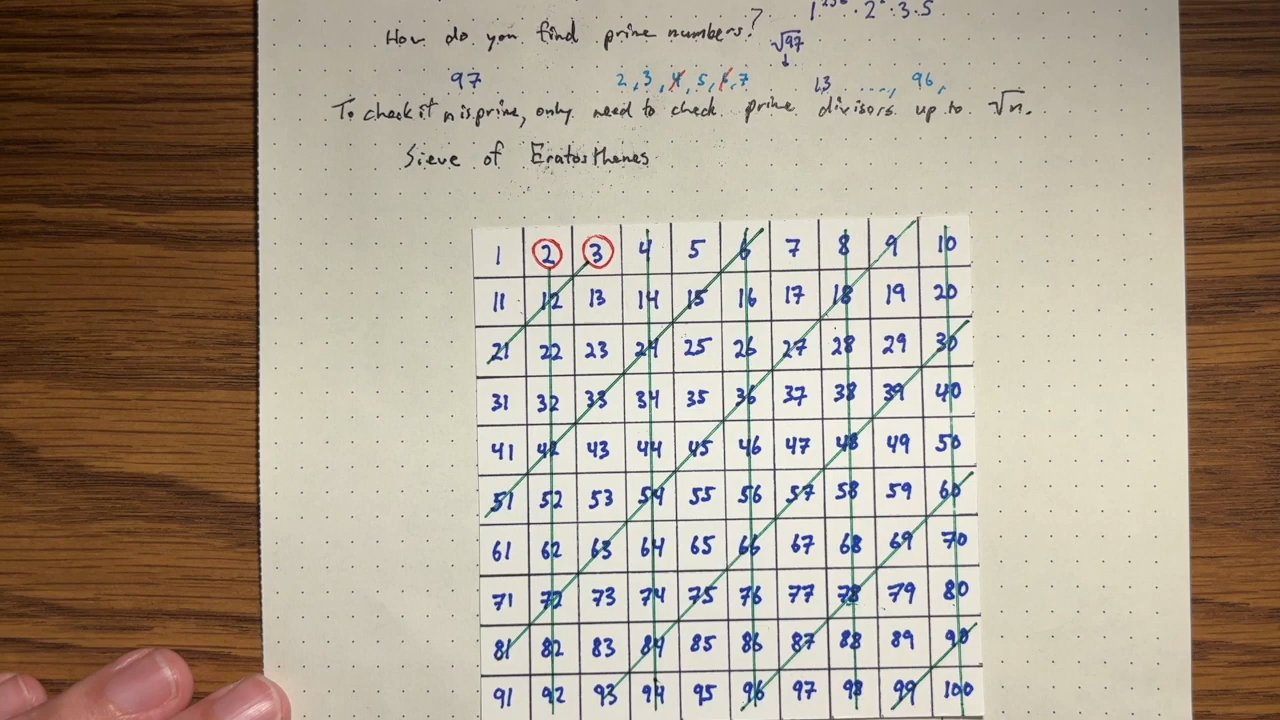 2 : 3 . 5
How do you find prime numbers? √97
97 2, 3, 4, 5, 6, 7 13 ...., 96,
To check if n is prime, only need to check prime divisors up to √n.
Sieve of Eratosthenes
1 2 3 4 5 6 7 8 9 10
11 12 13 14 15 16 17 18 19 20
21 22 23 24 25 26 27 28 29 30
31 32 33 34 35 36 37 38 39 40
41 42 43 44 45 46 47 48 49 50
51 52 53 54 55 56 57 58 59 60
61 62 63 64 65 66 67 68 69 70
71 72 73 74 75 76 77 78 79 80
81 82 83 84 85 86 87 88 89 90
91 92 93 94 95 96 97 98 99 100